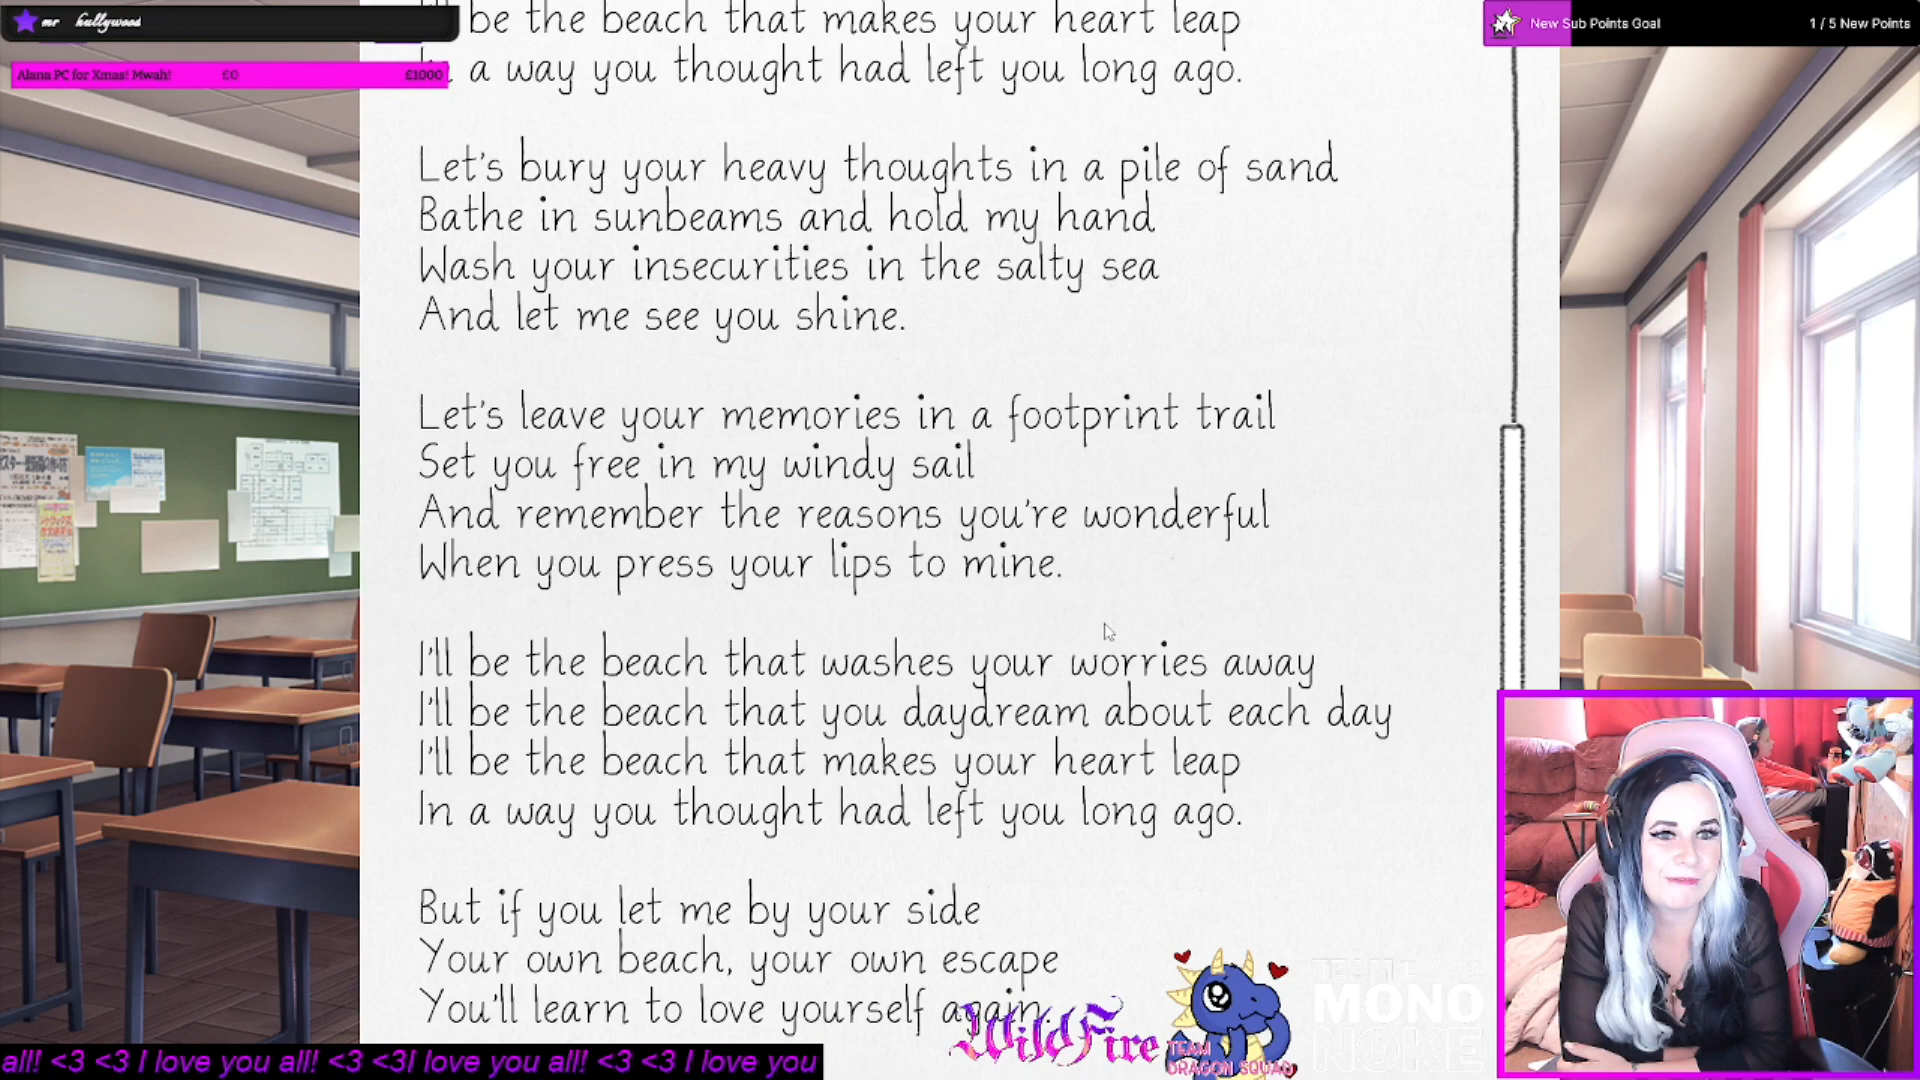 mr hullywood
New Sub Points Goal
1 / 5 New Points
Alana PC for Xmas! Mwah!
£0
£1000
I'll be the beach that makes your heart leap
In a way you thought had left you long ago.
Let's bury your heavy thoughts in a pile of sand
Bathe in sunbeams and hold my hand
Wash your insecurities in the salty sea
And let me see you shine.
Let's leave your memories in a footprint trail
Set you free in my windy sail
And remember the reasons you're wonderful
When you press your lips to mine.
I'll be the beach that washes your worries away
I'll be the beach that you daydream about each day
I'll be the beach that makes your heart leap
In a way you thought had left you long ago.
But if you let me by your side
Your own beach, your own escape
You'll learn to love yourself again.
WildFire
TEAM
DRAGON SQUAD
TEAM
MONO
NOKE
all! <3 <3 I love you all! <3 <3I love you all! <3 <3 I love you